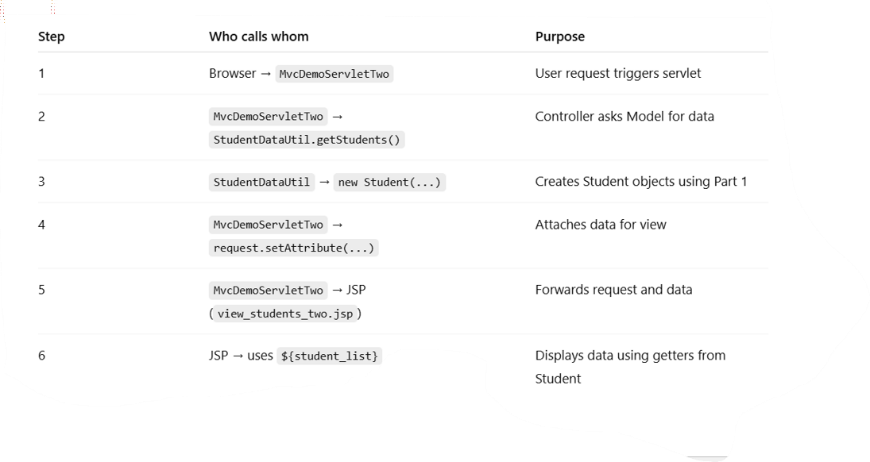 Step Who calls whom Purpose
1 Browser → MvcDemoServletTwo User request triggers servlet
2 MvcDemoServletTwo → Controller asks Model for data
StudentDataUtil.getStudents()
3 StudentDataUtil → new Student(...) Creates Student objects using Part 1
4 MvcDemoServletTwo → Attaches data for view
request.setAttribute(...)
5 MvcDemoServletTwo → JSP Forwards request and data
(view_students_two.jsp)
6 JSP → uses ${student_list} Displays data using getters from
Student